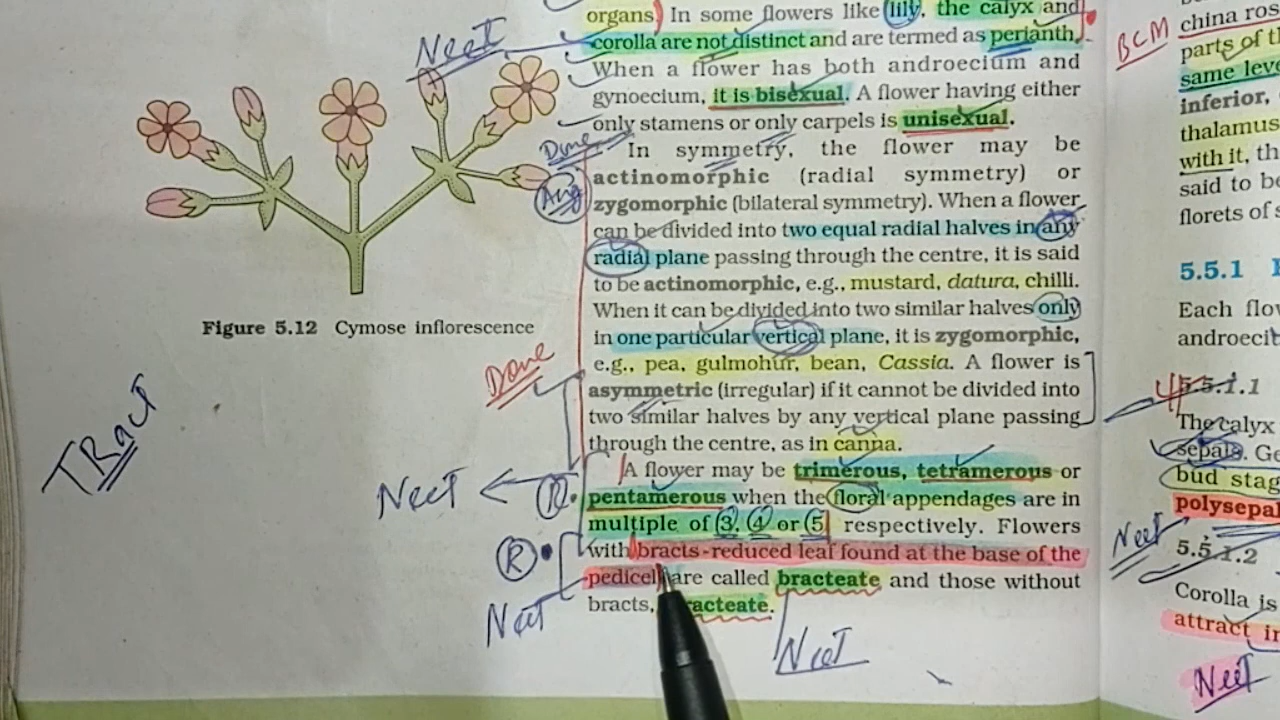 organs. In some flowers like lily, the calyx and
corolla are not distinct and are termed as perianth.
When a flower has both androecium and
gynoecium, it is bisexual. A flower having either
only stamens or only carpels is unisexual.
In symmetry, the flower may be
actinomorphic (radial symmetry) or
zygomorphic (bilateral symmetry). When a flower
can be divided into two equal radial halves in any
radial plane passing through the centre, it is said
to be actinomorphic, e.g., mustard, datura, chilli.
When it can be divided into two similar halves only
in one particular vertical plane, it is zygomorphic,
e.g., pea, gulmohur, bean, Cassia. A flower is
asymmetric (irregular) if it cannot be divided into
two similar halves by any vertical plane passing
through the centre, as in canna.
A flower may be trimerous, tetramerous or
pentamerous when the floral appendages are in
multiple of 3, 4 or 5 respectively. Flowers
with bracts-reduced leaf found at the base of the
pedicel are called bracteate and those without
bracts, acteate.
Figure 5.12 Cymose inflorescence
Neet
Done
Done
Neet
R
R
Neet
Neet
BCM
china ros
parts of t
same leve
inferior,
thalamus
with it, th
said to be
florets of
5.5.1
Each flo
androecit
5.5.1.1
The calyx
sepals. Ge
bud stag
polysepal
Neet
5.5.1.2
Corolla is
attract in
Neet